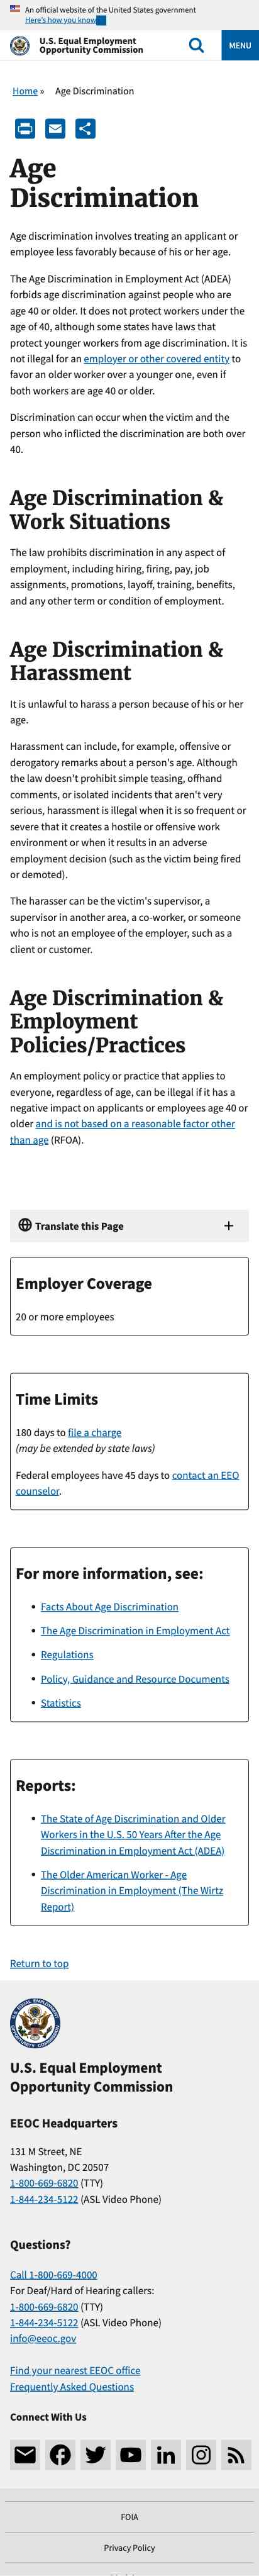 An official website of the United States government
Here's how you know
U.S. Equal Employment
Opportunity Commission
MENU
Home » Age Discrimination
Age
Discrimination
Age discrimination involves treating an applicant or
employee less favorably because of his or her age.
The Age Discrimination in Employment Act (ADEA)
forbids age discrimination against people who are
age 40 or older. It does not protect workers under the
age of 40, although some states have laws that
protect younger workers from age discrimination. It is
not illegal for an employer or other covered entity to
favor an older worker over a younger one, even if
both workers are age 40 or older.
Discrimination can occur when the victim and the
person who inflicted the discrimination are both over
40.
Age Discrimination &
Work Situations
The law prohibits discrimination in any aspect of
employment, including hiring, firing, pay, job
assignments, promotions, layoff, training, benefits,
and any other term or condition of employment.
Age Discrimination &
Harassment
It is unlawful to harass a person because of his or her
age.
Harassment can include, for example, offensive or
derogatory remarks about a person's age. Although
the law doesn't prohibit simple teasing, offhand
comments, or isolated incidents that aren't very
serious, harassment is illegal when it is so frequent or
severe that it creates a hostile or offensive work
environment or when it results in an adverse
employment decision (such as the victim being fired
or demoted).
The harasser can be the victim's supervisor, a
supervisor in another area, a co-worker, or someone
who is not an employee of the employer, such as a
client or customer.
Age Discrimination &
Employment
Policies/Practices
An employment policy or practice that applies to
everyone, regardless of age, can be illegal if it has a
negative impact on applicants or employees age 40 or
older and is not based on a reasonable factor other
than age (RFOA).
Translate this Page
Employer Coverage
20 or more employees
Time Limits
180 days to file a charge
(may be extended by state laws)
Federal employees have 45 days to contact an EEO
counselor.
For more information, see:
Facts About Age Discrimination
The Age Discrimination in Employment Act
Regulations
Policy, Guidance and Resource Documents
Statistics
Reports:
The State of Age Discrimination and Older
Workers in the U.S. 50 Years After the Age
Discrimination in Employment Act (ADEA)
The Older American Worker - Age
Discrimination in Employment (The Wirtz
Report)
Return to top
U.S. Equal Employment
Opportunity Commission
EEOC Headquarters
131 M Street, NE
Washington, DC 20507
1-800-669-6820 (TTY)
1-844-234-5122 (ASL Video Phone)
Questions?
Call 1-800-669-4000
For Deaf/Hard of Hearing callers:
1-800-669-6820 (TTY)
1-844-234-5122 (ASL Video Phone)
info@eeoc.gov
Find your nearest EEOC office
Frequently Asked Questions
Connect With Us
FOIA
Privacy Policy